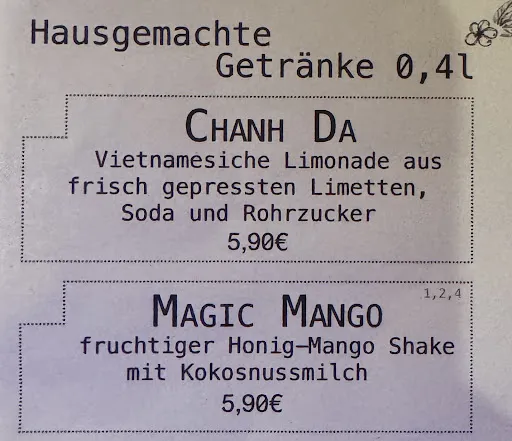 Hausgemachte
Getränke 0,4l
CHANH DA
Vietnamesiche Limonade aus
frisch gepressten Limetten,
Soda und Rohrzucker
5,90€
1,2,4
MAGIC MANGO
fruchtiger Honig–Mango Shake
mit Kokosnussmilch
5,90€